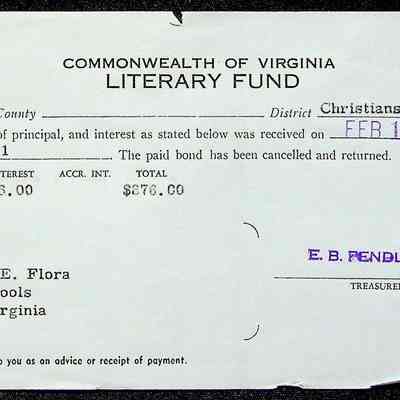 COMMONWEALTH OF VIRGINIA
LITERARY FUND
County District Christians
of principal, and interest as stated below was received on FEB 1
1 The paid bond has been cancelled and returned.
TEREST ACCR. INT. TOTAL
6.00 $876.00
E. B. PENDL
E. Flora
TREASURE
ools
rginia
o you as an advice or receipt of payment.